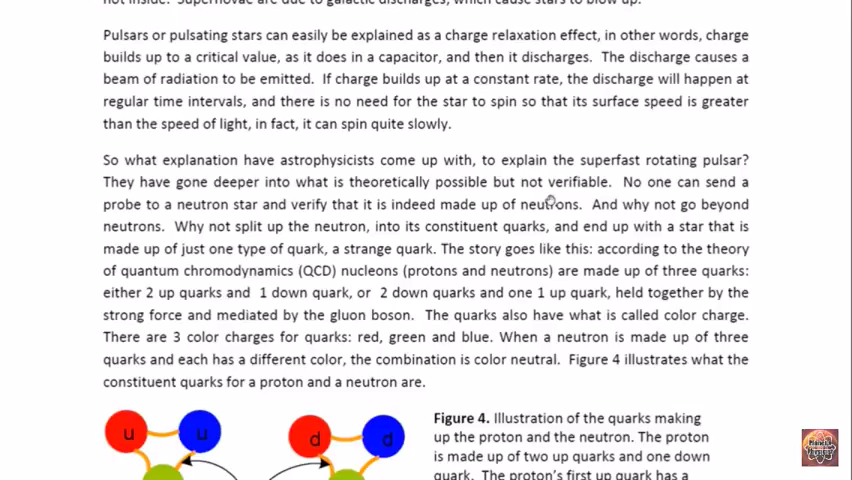 not inside. Supernovae are due to galactic discharges, which cause stars to blow up.
Pulsars or pulsating stars can easily be explained as a charge relaxation effect, in other words, charge
builds up to a critical value, as it does in a capacitor, and then it discharges. The discharge causes a
beam of radiation to be emitted. If charge builds up at a constant rate, the discharge will happen at
regular time intervals, and there is no need for the star to spin so that its surface speed is greater
than the speed of light, in fact, it can spin quite slowly.
So what explanation have astrophysicists come up with, to explain the superfast rotating pulsar?
They have gone deeper into what is theoretically possible but not verifiable. No one can send a
probe to a neutron star and verify that it is indeed made up of neutrons. And why not go beyond
neutrons. Why not split up the neutron, into its constituent quarks, and end up with a star that is
made up of just one type of quark, a strange quark. The story goes like this: according to the theory
of quantum chromodynamics (QCD) nucleons (protons and neutrons) are made up of three quarks:
either 2 up quarks and 1 down quark, or 2 down quarks and one 1 up quark, held together by the
strong force and mediated by the gluon boson. The quarks also have what is called color charge.
There are 3 color charges for quarks: red, green and blue. When a neutron is made up of three
quarks and each has a different color, the combination is color neutral. Figure 4 illustrates what the
constituent quarks for a proton and a neutron are.
u u d d
Figure 4. Illustration of the quarks making
up the proton and the neutron. The proton
is made up of two up quarks and one down
quark. The proton's first up quark has a